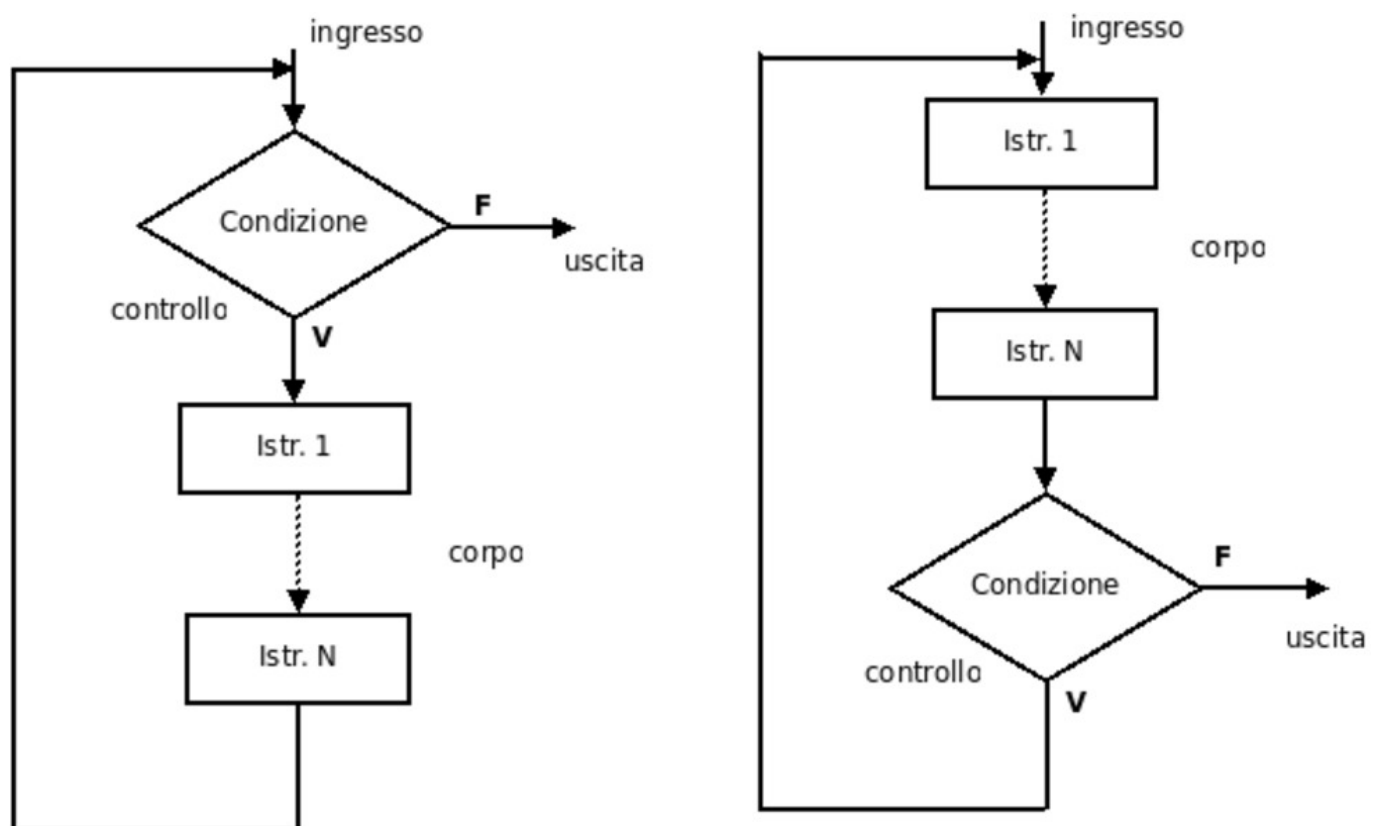 ingresso
Condizione
F
uscita
controllo
V
Istr. 1
corpo
Istr. N
ingresso
Istr. 1
corpo
Istr. N
Condizione
F
uscita
controllo
V